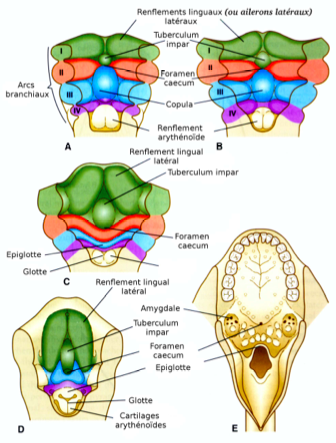 Renflements linguaux (ou ailerons latéraux)
latéraux
Tuberculum
impar
I
I
II
II
Foramen
caecum
Arcs
branchiaux
III
III
Copula
IV
IV
Renflement
arythénoïde
A
B
Renflement lingual
latéral
Tuberculum impar
Foramen
caecum
Epiglotte
Glotte
C
Renflement lingual
latéral
Amygdale
Tuberculum
impar
Foramen
caecum
Epiglotte
Glotte
Cartilages
arythénoïdes
D
E